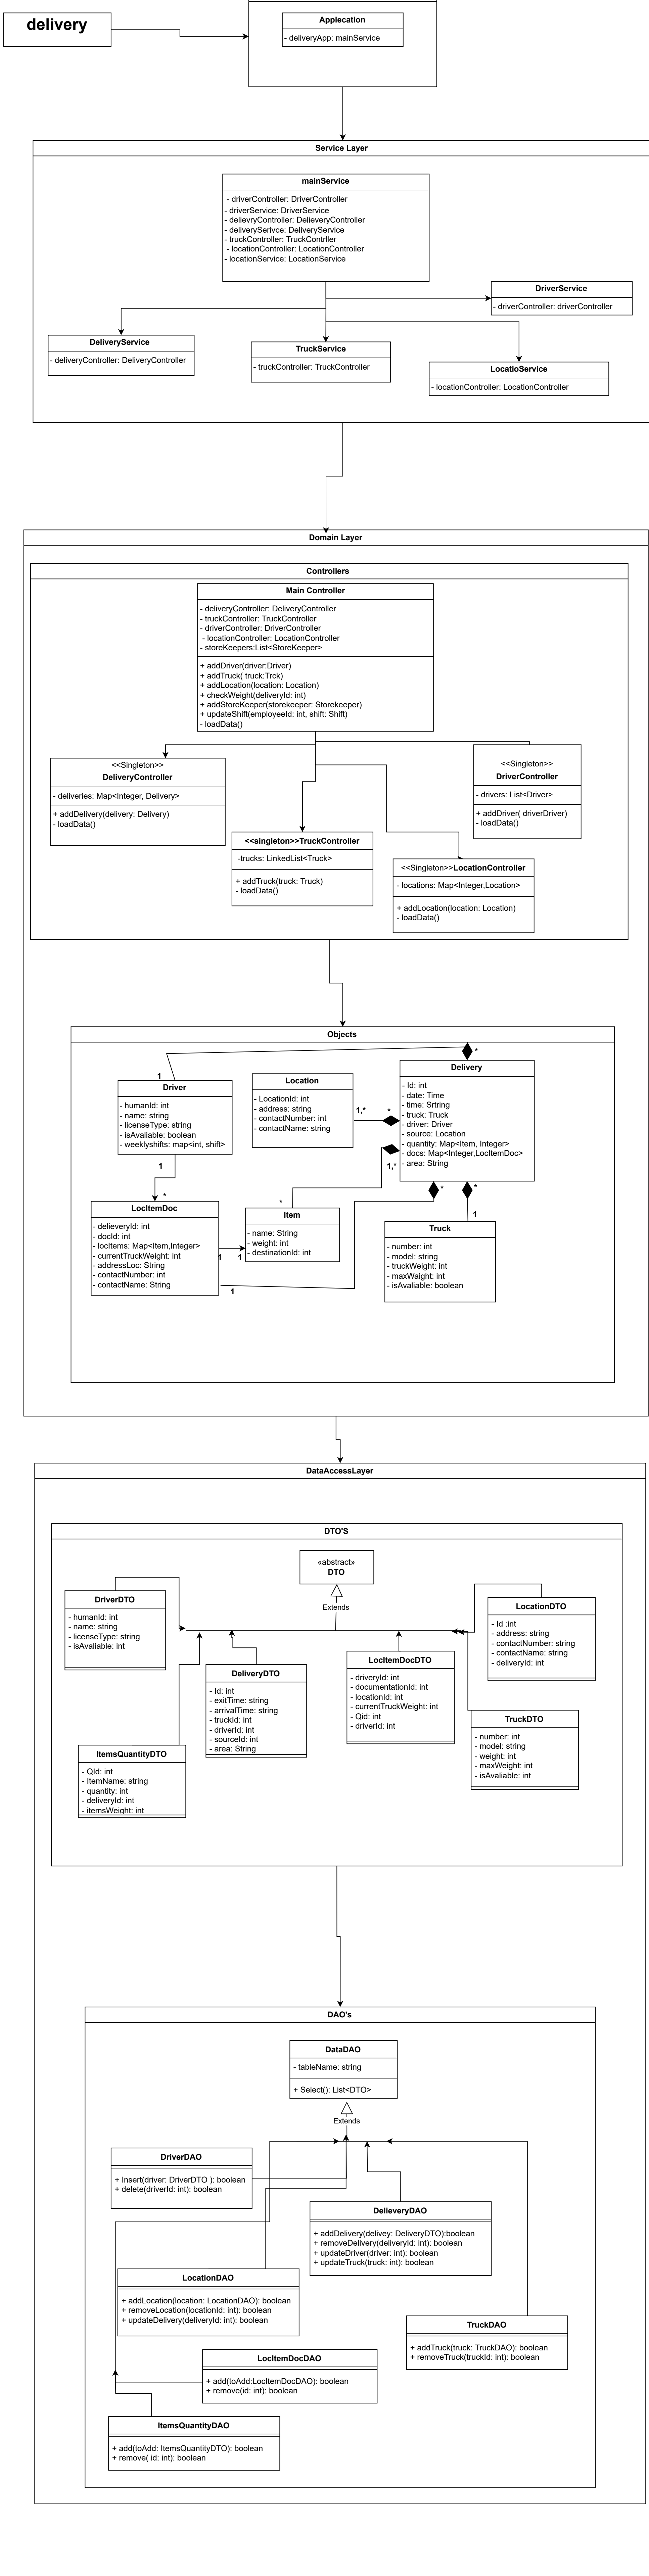 delivery
Applecation
- deliveryApp: mainService
Service Layer
mainService
- driverController: DriverController
- driverService: DriverService
- delievryController: DelieveryController
- deliverySerivce: DeliveryService
- truckController: TruckContrller
- locationController: LocationController
- locationService: LocationService
DriverService
- driverController: driverController
DeliveryService
- deliveryController: DeliveryController
TruckService
- truckController: TruckController
LocatioService
- locationController: LocationController
Domain Layer
Controllers
Main Controller
- deliveryController: DeliveryController
- truckController: TruckController
- driverController: DriverController
- locationController: LocationController
- storeKeepers:List<StoreKeeper>
+ addDriver(driver:Driver)
+ addTruck( truck:Trck)
+ addLocation(location: Location)
+ checkWeight(deliveryId: int)
+ addStoreKeeper(storekeeper: Storekeeper)
+ updateShift(employeeId: int, shift: Shift)
- loadData()
<<Singleton>>
DeliveryController
- deliveries: Map<Integer, Delivery>
+ addDelivery(delivery: Delivery)
- loadData()
<<Singleton>>
DriverController
- drivers: List<Driver>
+ addDriver( driverDriver)
- loadData()
<<singleton>>TruckController
-trucks: LinkedList<Truck>
+ addTruck(truck: Truck)
- loadData()
<<Singleton>>LocationController
- locations: Map<Integer,Location>
+ addLocation(location: Location)
- loadData()
Objects
*
1
Driver
- humanId: int
- name: string
- licenseType: string
- isAvaliable: boolean
- weeklyshifts: map<int, shift>
Location
- LocationId: int
- address: string
- contactNumber: int
- contactName: string
1,*
*
Delivery
- Id: int
- date: Time
- time: Srtring
- truck: Truck
- driver: Driver
- source: Location
- quantity: Map<Item, Integer>
- docs: Map<Integer,LocItemDoc>
- area: String
1,*
1
*
*
*
*
1
LocItemDoc
- delieveryId: int
- docId: int
- locItems: Map<Item,Integer>
- currentTruckWeight: int
- addressLoc: String
- contactNumber: int
- contactName: String
1
1
1
Item
- name: String
- weight: int
- destinationId: int
Truck
- number: int
- model: string
- truckWeight: int
- maxWaight: int
- isAvaliable: boolean
DataAccessLayer
DTO'S
«abstract»
DTO
Extends
DriverDTO
- humanId: int
- name: string
- licenseType: string
- isAvaliable: int
LocationDTO
- Id :int
- address: string
- contactNumber: string
- contactName: string
- deliveryId: int
DeliveryDTO
- Id: int
- exitTime: string
- arrivalTime: string
- truckId: int
- driverId: int
- sourceId: int
- area: String
LocItemDocDTO
- driveryId: int
- documentationId: int
- locationId: int
- currentTruckWeight: int
- Qid: int
- driverId: int
TruckDTO
- number: int
- model: string
- weight: int
- maxWeight: int
- isAvaliable: int
ItemsQuantityDTO
- QId: int
- ItemName: string
- quantity: int
- deliveryId: int
- itemsWeight: int
DAO's
DataDAO
- tableName: string
+ Select(): List<DTO>
Extends
DriverDAO
+ Insert(driver: DriverDTO ): boolean
+ delete(driverId: int): boolean
DelieveryDAO
+ addDelivery(delivey: DeliveryDTO):boolean
+ removeDelivery(deliveryId: int): boolean
+ updateDriver(driver: int): boolean
+ updateTruck(truck: int): boolean
LocationDAO
+ addLocation(location: LocationDAO): boolean
+ removeLocation(locationId: int): boolean
+ updateDelivery(deliveryId: int): boolean
TruckDAO
+ addTruck(truck: TruckDAO): boolean
+ removeTruck(truckId: int): boolean
LocItemDocDAO
+ add(toAdd:LocItemDocDAO): boolean
+ remove(id: int): boolean
ItemsQuantityDAO
+ add(toAdd: ItemsQuantityDTO): boolean
+ remove( id: int): boolean